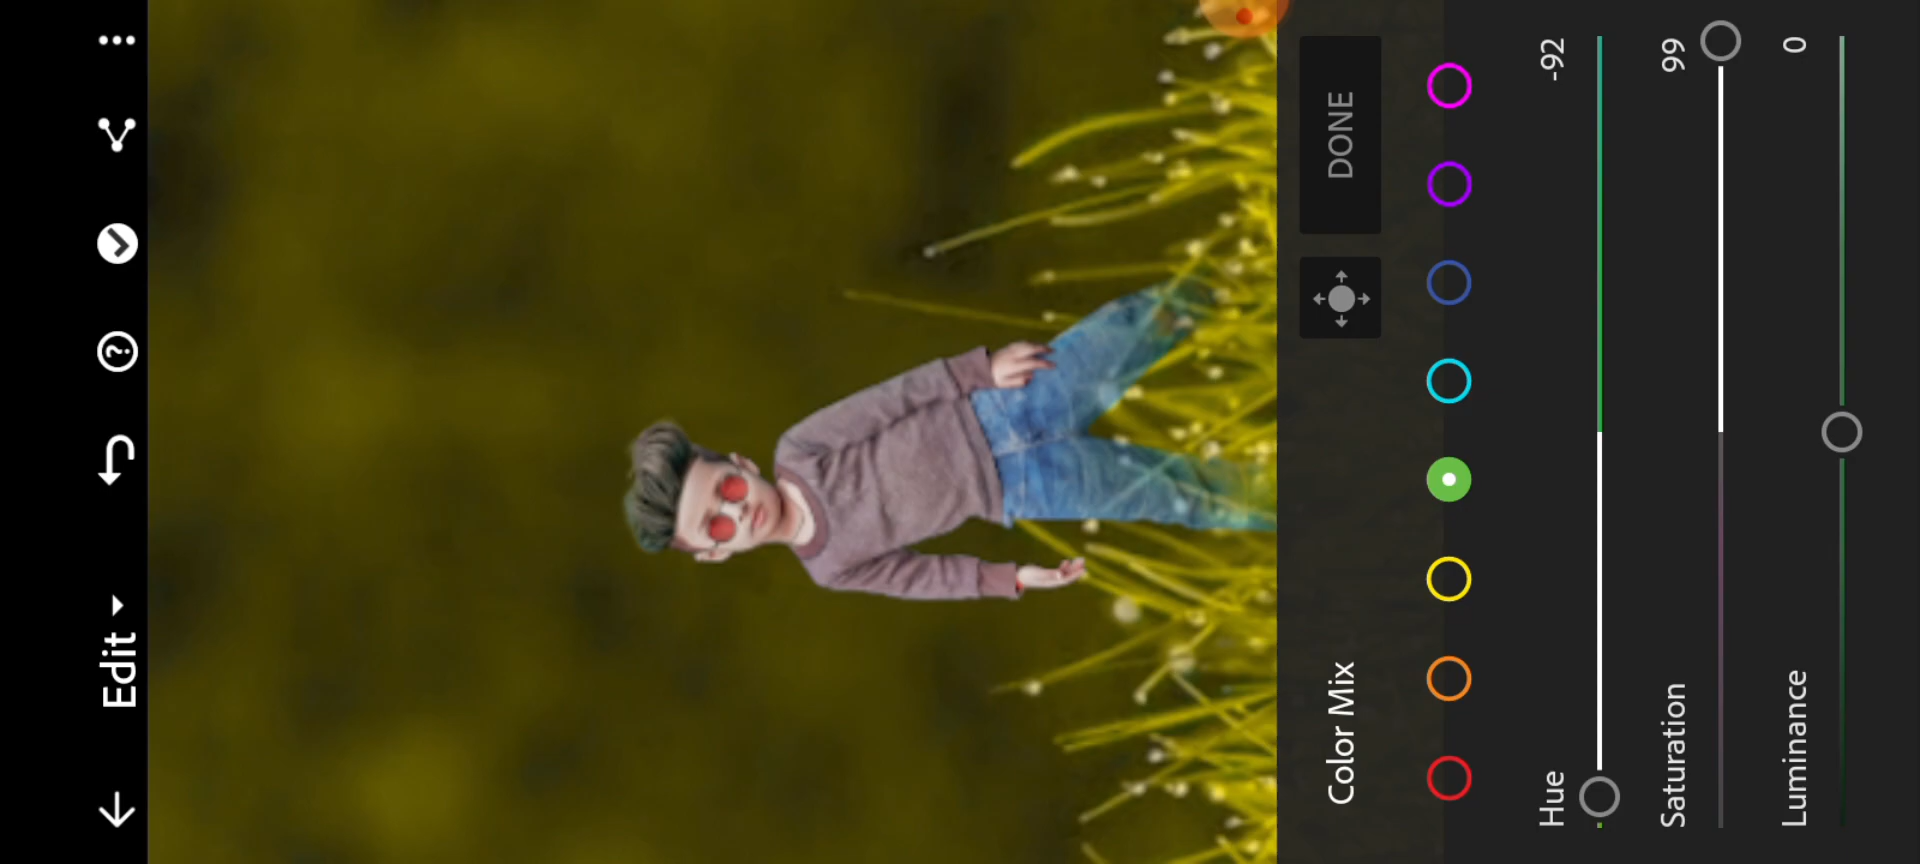 Edit
Color Mix
DONE
Hue
-92
Saturation
99
Luminance
0